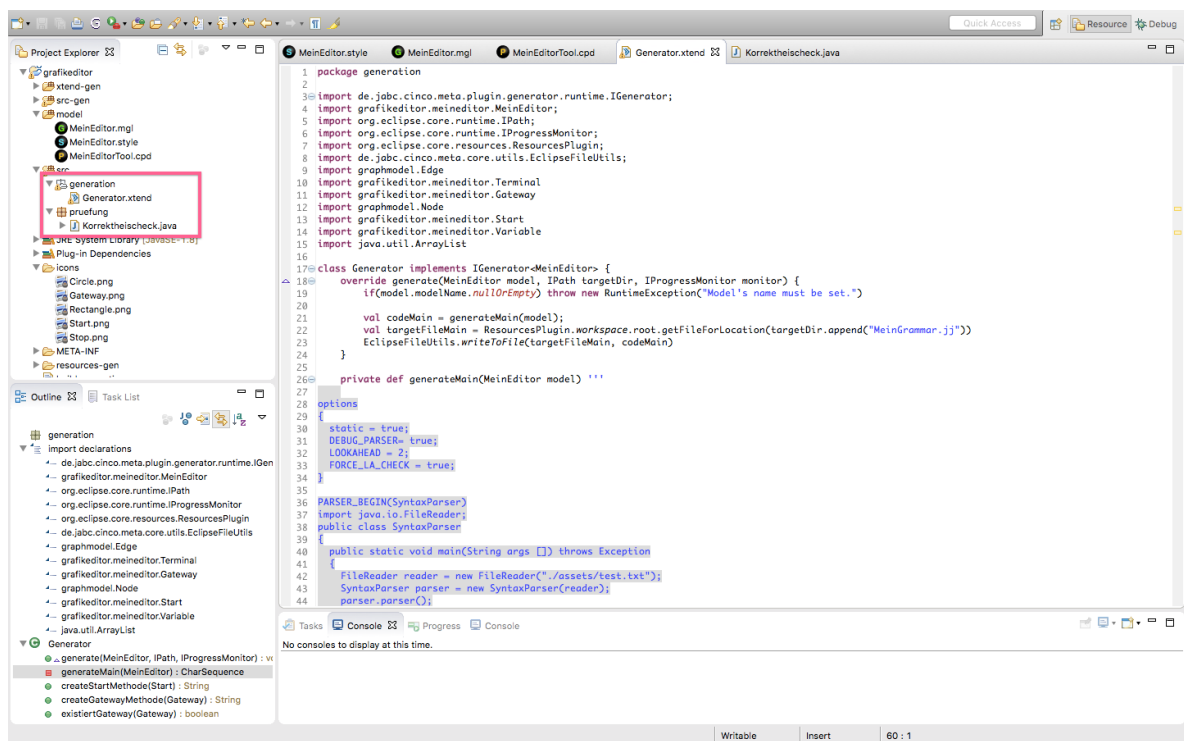 Quick Access
Resource
Debug
Project Explorer
grafikeditor
xtend-gen
src-gen
model
MeinEditor.mgl
MeinEditor.style
MeinEditorTool.cpd
src
generation
Generator.xtend
pruefung
Korrektheischeck.java
JRE System Library [JavaSE-1.8]
Plug-in Dependencies
icons
Circle.png
Gateway.png
Rectangle.png
Start.png
Stop.png
META-INF
resources-gen
Outline
Task List
generation
import declarations
de.jabc.cinco.meta.plugin.generator.runtime.IGen
grafikeditor.meineditor.MeinEditor
org.eclipse.core.runtime.IPath
org.eclipse.core.runtime.IProgressMonitor
org.eclipse.core.resources.ResourcesPlugin
de.jabc.cinco.meta.core.utils.EclipseFileUtils
graphmodel.Edge
grafikeditor.meineditor.Terminal
grafikeditor.meineditor.Gateway
graphmodel.Node
grafikeditor.meineditor.Start
grafikeditor.meineditor.Variable
java.util.ArrayList
Generator
generate(MeinEditor, IPath, IProgressMonitor) : vo
generateMain(MeinEditor) : CharSequence
createStartMethode(Start) : String
createGatewayMethode(Gateway) : String
existiertGateway(Gateway) : boolean
MeinEditor.style
MeinEditor.mgl
MeinEditorTool.cpd
Generator.xtend
Korrektheischeck.java
1 package generation
2
3 import de.jabc.cinco.meta.plugin.generator.runtime.IGenerator;
4 import grafikeditor.meineditor.MeinEditor;
5 import org.eclipse.core.runtime.IPath;
6 import org.eclipse.core.runtime.IProgressMonitor;
7 import org.eclipse.core.resources.ResourcesPlugin;
8 import de.jabc.cinco.meta.core.utils.EclipseFileUtils;
9 import graphmodel.Edge
10 import grafikeditor.meineditor.Terminal
11 import grafikeditor.meineditor.Gateway
12 import graphmodel.Node
13 import grafikeditor.meineditor.Start
14 import grafikeditor.meineditor.Variable
15 import java.util.ArrayList
16
17 class Generator implements IGenerator<MeinEditor> {
18 override generate(MeinEditor model, IPath targetDir, IProgressMonitor monitor) {
19 if(model.modelName.nullOrEmpty) throw new RuntimeException("Model's name must be set.")
20
21 val codeMain = generateMain(model);
22 val targetFileMain = ResourcesPlugin.workspace.root.getFileForLocation(targetDir.append("MeinGrammar.jj"))
23 EclipseFileUtils.writeToFile(targetFileMain, codeMain)
24 }
25
26 private def generateMain(MeinEditor model) '''
27
28 options
29 {
30 static = true;
31 DEBUG_PARSER= true;
32 LOOKAHEAD = 2;
33 FORCE_LA_CHECK = true;
34 }
35
36 PARSER_BEGIN(SyntaxParser)
37 import java.io.FileReader;
38 public class SyntaxParser
39 {
40 public static void main(String args []) throws Exception
41 {
42 FileReader reader = new FileReader("./assets/test.txt");
43 SyntaxParser parser = new SyntaxParser(reader);
44 parser.parser();
Tasks
Console
Progress
Console
No consoles to display at this time.
Writable
Insert
60 : 1